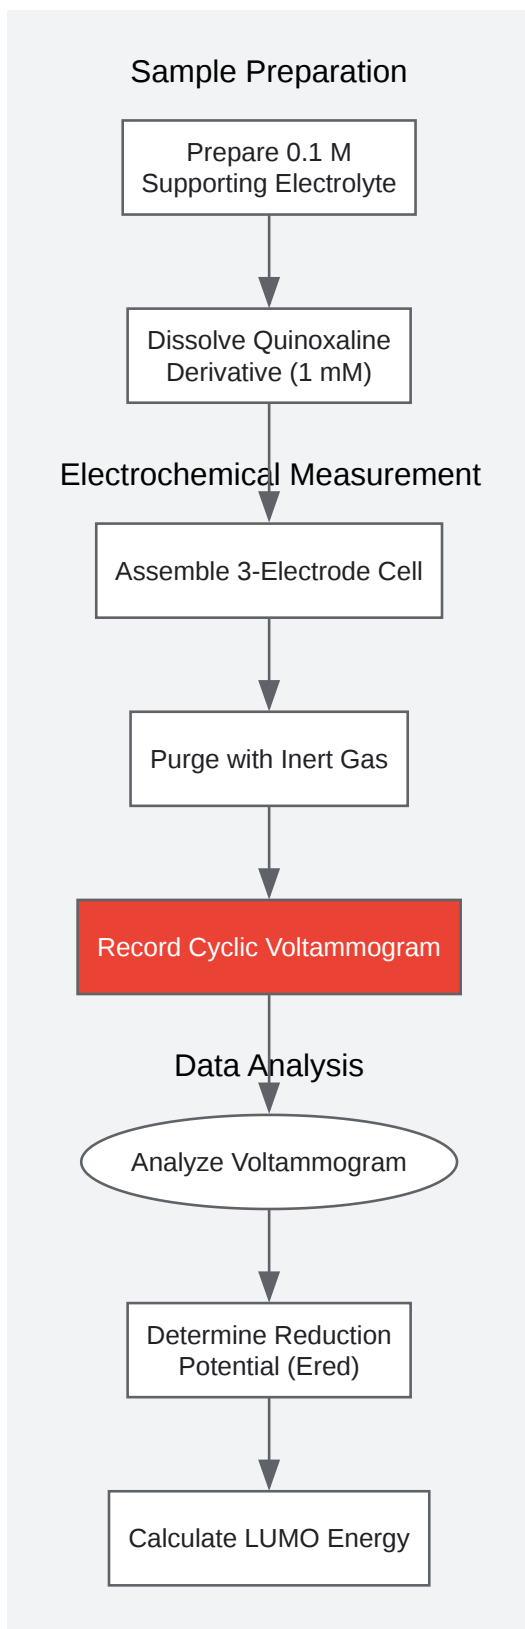 Sample Preparation
Prepare 0.1 M
Supporting Electrolyte
Dissolve Quinoxaline
Derivative (1 mM)
Electrochemical Measurement
Assemble 3-Electrode Cell
Purge with Inert Gas
Record Cyclic Voltammogram
Data Analysis
Analyze Voltammogram
Determine Reduction
Potential (Ered)
Calculate LUMO Energy